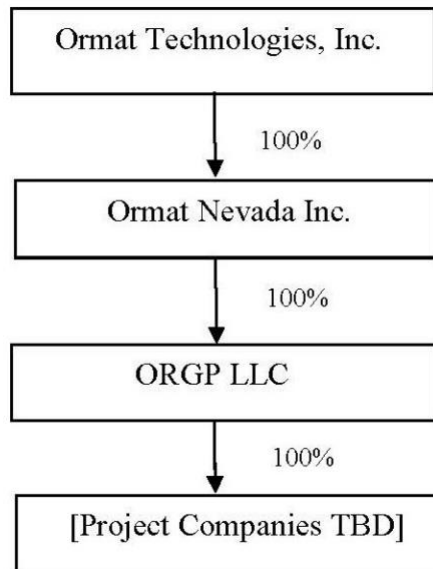 Ormat Technologies, Inc.
100%
Ormat Nevada Inc.
100%
ORGP LLC
100%
[Project Companies TBD]